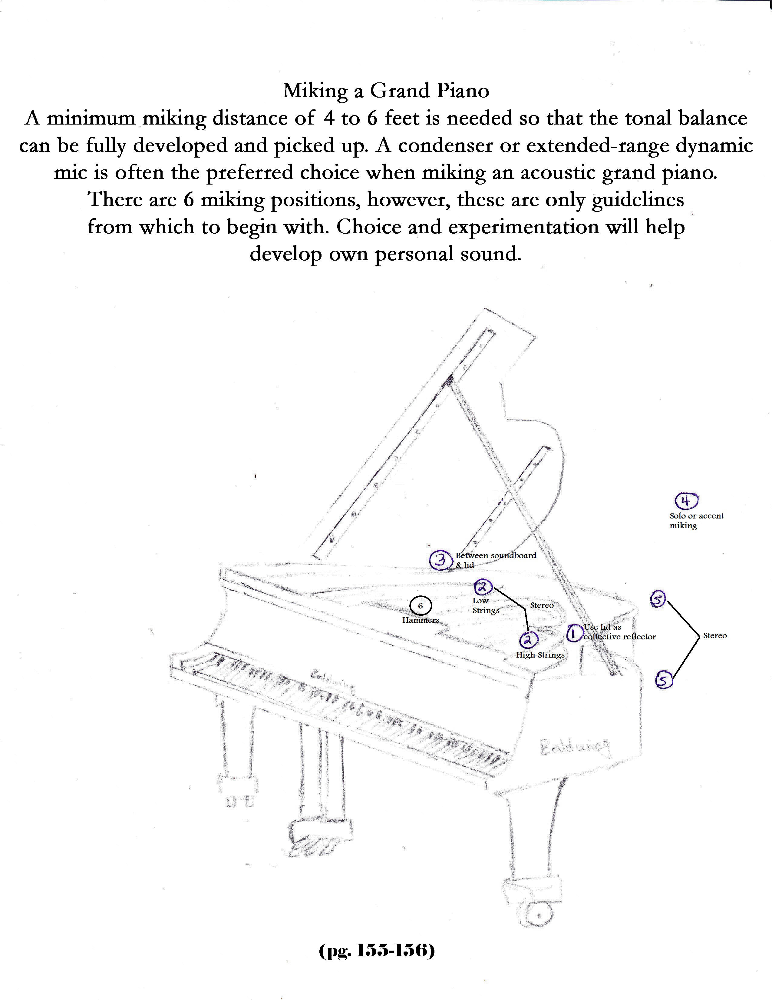 Miking a Grand Piano
A minimum miking distance of 4 to 6 feet is needed so that the tonal balance
can be fully developed and picked up. A condenser or extended-range dynamic
mic is often the preferred choice when miking an acoustic grand piano.
There are 6 miking positions, however, these are only guidelines
from which to begin with. Choice and experimentation will help
develop own personal sound.
4
Solo or accent
miking
3
Between soundboard
& lid
2
Low
Strings
Stereo
6
Hammers
5
1
Use lid as
collective reflector
Stereo
2
High Strings
5
(pg. 155-156)